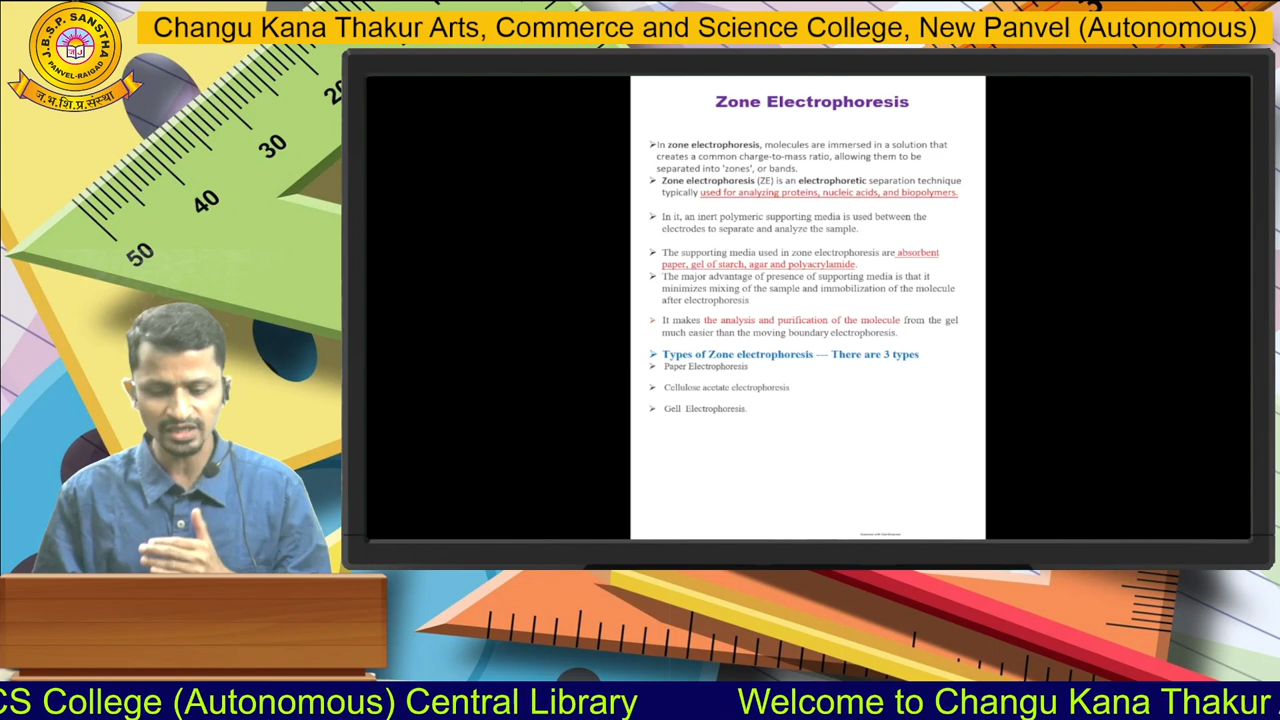 Changu Kana Thakur Arts, Commerce and Science College, New Panvel (Autonomous)
J.B.S.P. SANSTHA
PANVEL-RAIGAD
ज.भ.शि.प्र.संस्था
20
30
40
50
Zone Electrophoresis
➢In zone electrophoresis, molecules are immersed in a solution that
creates a common charge-to-mass ratio, allowing them to be
separated into 'zones', or bands.
➢ Zone electrophoresis (ZE) is an electrophoretic separation technique
typically used for analyzing proteins, nucleic acids, and biopolymers.
➢ In it, an inert polymeric supporting media is used between the
electrodes to separate and analyze the sample.
➢ The supporting media used in zone electrophoresis are absorbent
paper, gel of starch, agar and polyacrylamide.
➢ The major advantage of presence of supporting media is that it
minimizes mixing of the sample and immobilization of the molecule
after electrophoresis
➢ It makes the analysis and purification of the molecule from the gel
much easier than the moving boundary electrophoresis.
➢ Types of Zone electrophoresis --- There are 3 types
➢ Paper Electrophoresis
➢ Cellulose acetate electrophoresis
➢ Gell Electrophoresis.
CS College (Autonomous) Central Library Welcome to Changu Kana Thakur